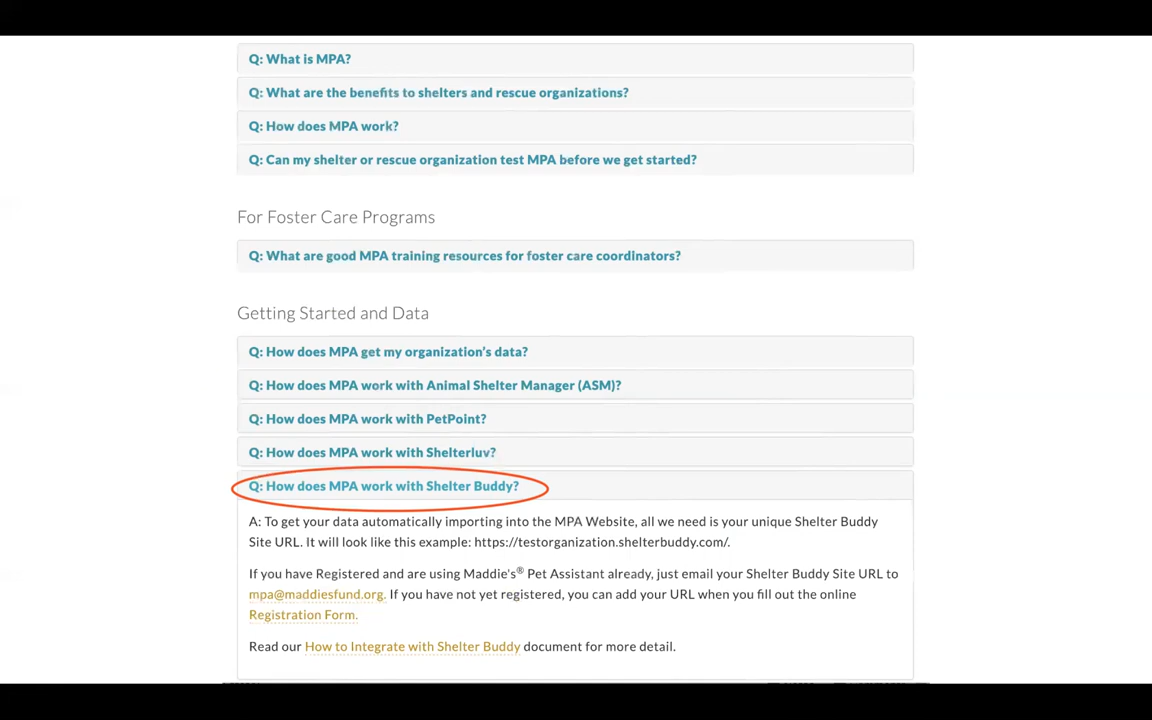 Q: What is MPA?
Q: What are the benefits to shelters and rescue organizations?
Q: How does MPA work?
Q: Can my shelter or rescue organization test MPA before we get started?
For Foster Care Programs
Q: What are good MPA training resources for foster care coordinators?
Getting Started and Data
Q: How does MPA get my organization's data?
Q: How does MPA work with Animal Shelter Manager (ASM)?
Q: How does MPA work with PetPoint?
Q: How does MPA work with Shelterluv?
Q: How does MPA work with Shelter Buddy?
A: To get your data automatically importing into the MPA Website, all we need is your unique Shelter Buddy
Site URL. It will look like this example: https://testorganization.shelterbuddy.com/.
If you have Registered and are using Maddie's® Pet Assistant already, just email your Shelter Buddy Site URL to
mpa@maddiesfund.org. If you have not yet registered, you can add your URL when you fill out the online
Registration Form.
Read our How to Integrate with Shelter Buddy document for more detail.